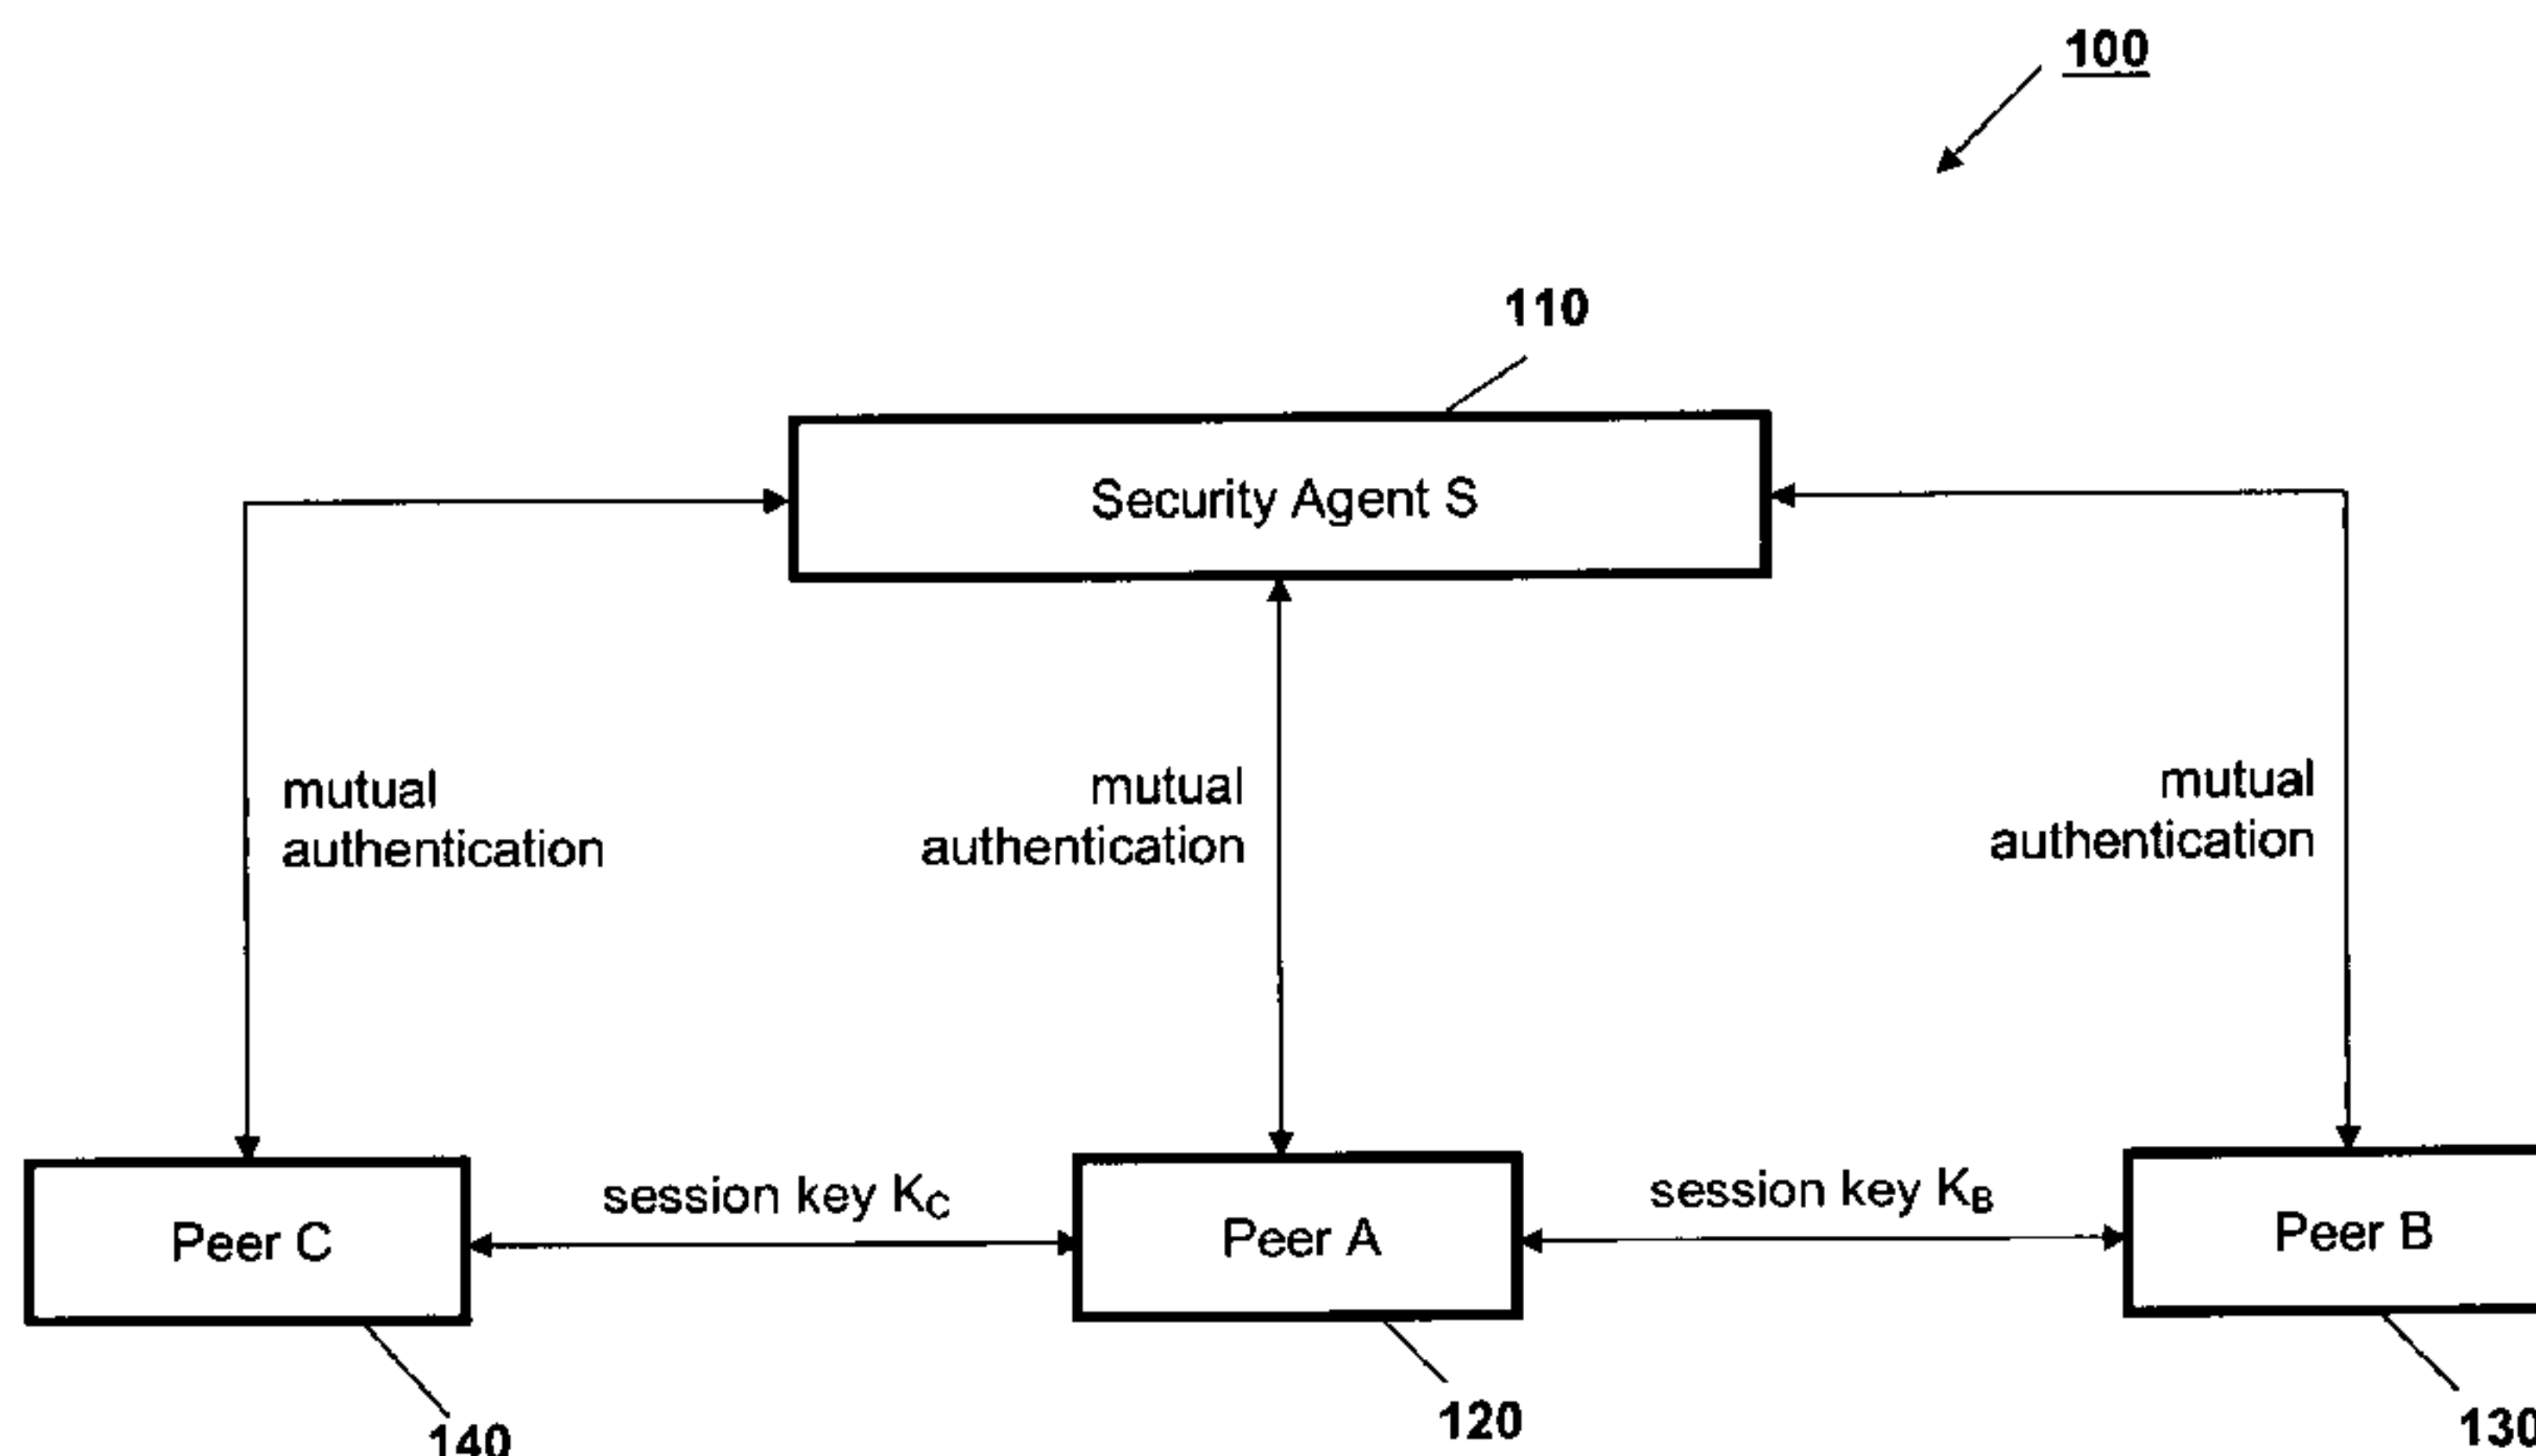 100
110
Security Agent S
mutual
authentication
mutual
authentication
mutual
authentication
session key K_C
session key K_B
Peer C
Peer A
Peer B
140
120
130